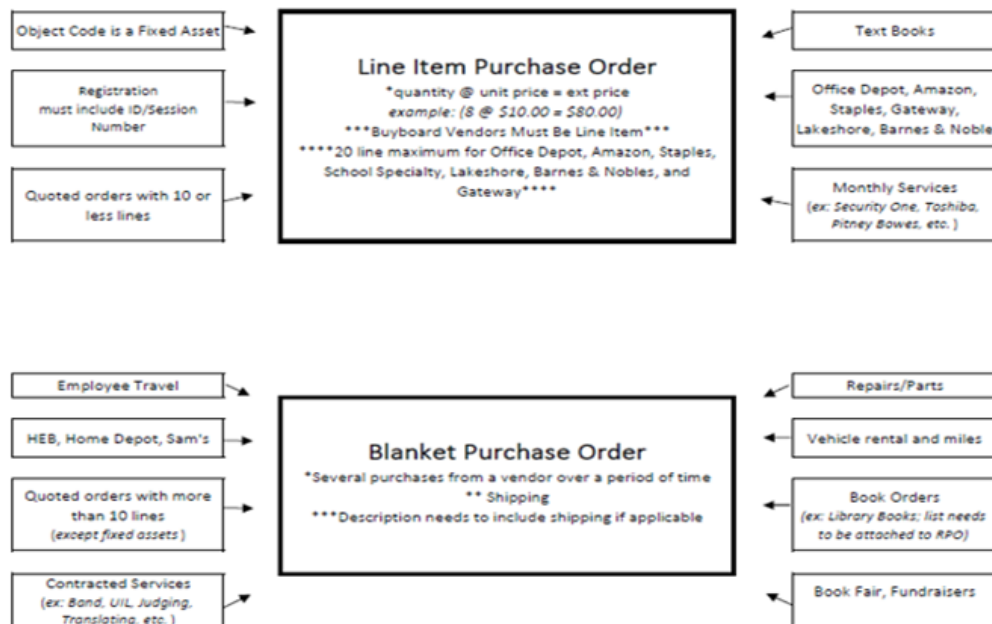 Object Code is a Fixed Asset
Registration
must include ID/Session
Number
Quoted orders with 10 or
less lines
Line Item Purchase Order
*quantity @ unit price = ext price
example: (8 @ $10.00 = $80.00)
***Buyboard Vendors Must Be Line Item***
****20 line maximum for Office Depot, Amazon, Staples,
School Specialty, Lakeshore, Barnes & Nobles, and
Gateway****
Text Books
Office Depot, Amazon,
Staples, Gateway,
Lakeshore, Barnes & Noble
Monthly Services
(ex: Security One, Toshiba,
Pitney Bowes, etc.)
Employee Travel
HEB, Home Depot, Sam's
Quoted orders with more
than 10 lines
(except fixed assets)
Contracted Services
(ex: Band, UIL, Judging,
Translating, etc.)
Blanket Purchase Order
*Several purchases from a vendor over a period of time
** Shipping
***Description needs to include shipping if applicable
Repairs/Parts
Vehicle rental and miles
Book Orders
(ex: Library Books; list needs
to be attached to RPO)
Book Fair, Fundraisers